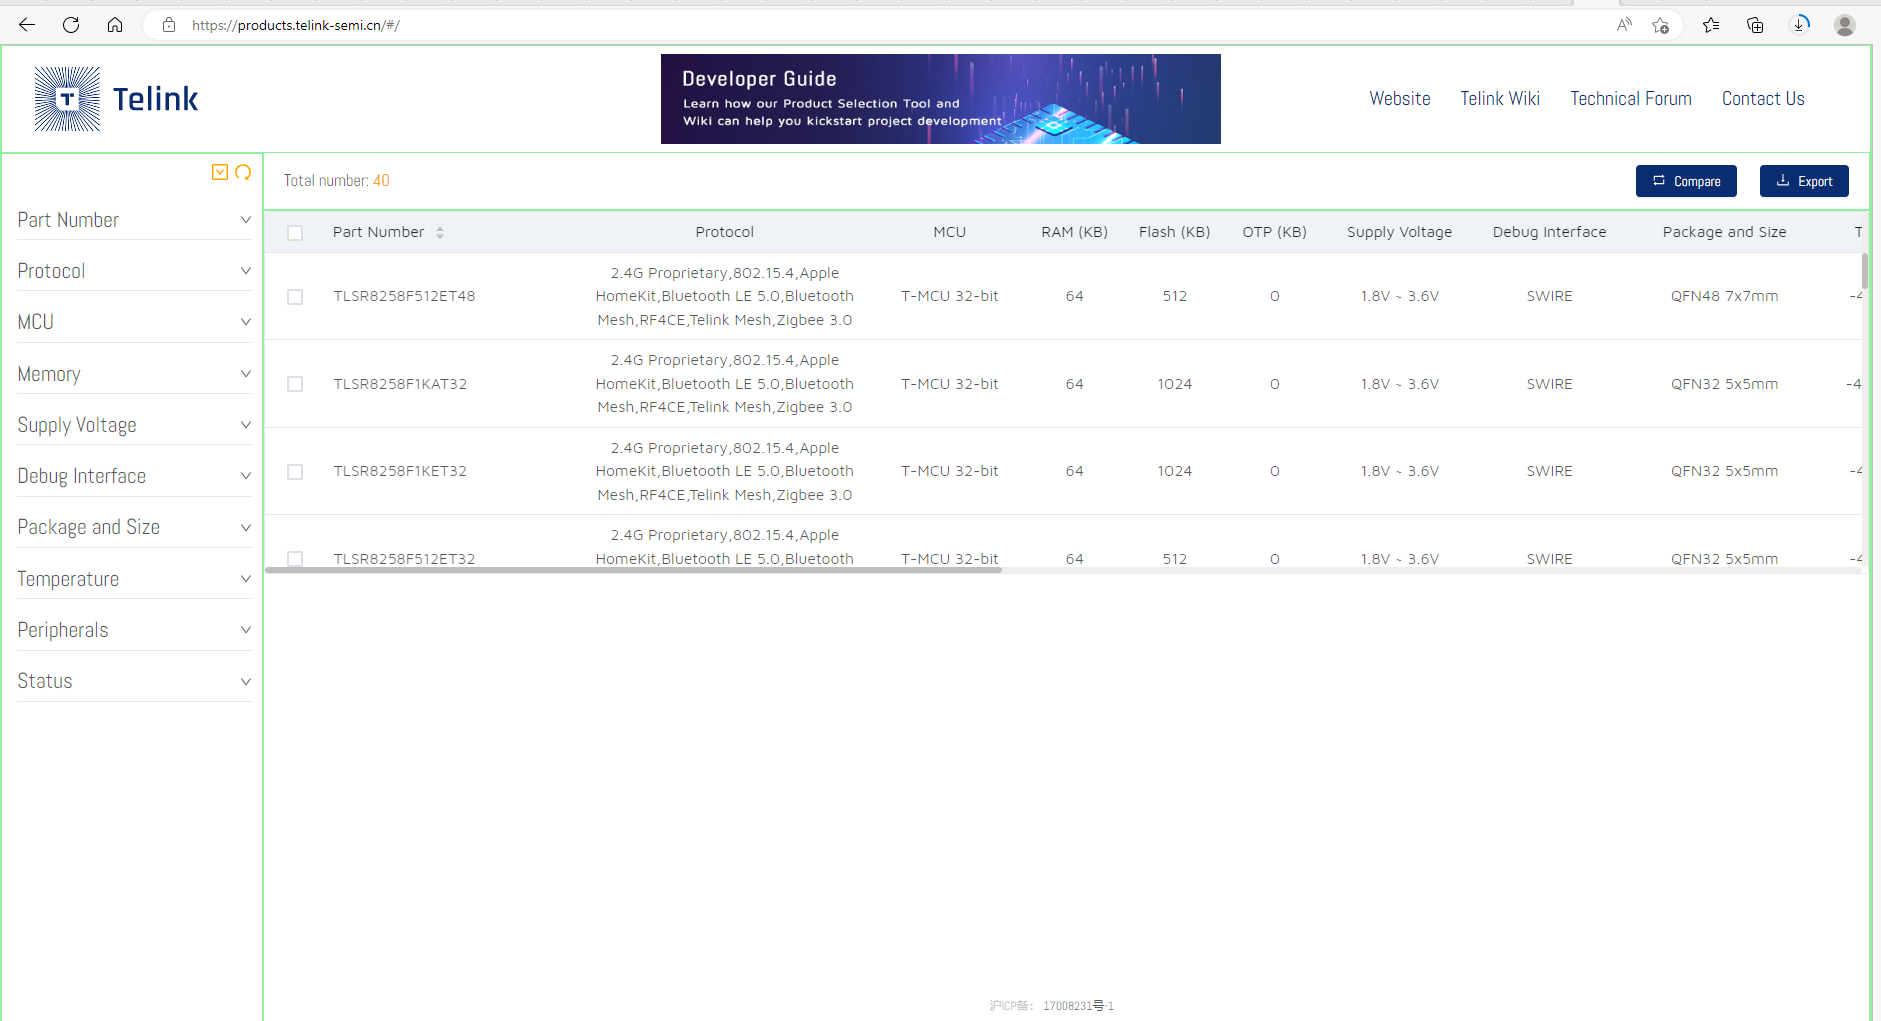 https://products.telink-semi.cn/#/
Telink
Developer Guide
Learn how our Product Selection Tool and
Wiki can help you kickstart project development
Website Telink Wiki Technical Forum Contact Us
Part Number
Protocol
MCU
Memory
Supply Voltage
Debug Interface
Package and Size
Temperature
Peripherals
Status
Total number: 40
Compare Export
Part Number Protocol MCU RAM (KB) Flash (KB) OTP (KB) Supply Voltage Debug Interface Package and Size T
2.4G Proprietary,802.15.4,Apple
TLSR8258F512ET48 HomeKit,Bluetooth LE 5.0,Bluetooth T-MCU 32-bit 64 512 0 1.8V ~ 3.6V SWIRE QFN48 7x7mm -4
Mesh,RF4CE,Telink Mesh,Zigbee 3.0
2.4G Proprietary,802.15.4,Apple
TLSR8258F1KAT32 HomeKit,Bluetooth LE 5.0,Bluetooth T-MCU 32-bit 64 1024 0 1.8V ~ 3.6V SWIRE QFN32 5x5mm -4
Mesh,RF4CE,Telink Mesh,Zigbee 3.0
2.4G Proprietary,802.15.4,Apple
TLSR8258F1KET32 HomeKit,Bluetooth LE 5.0,Bluetooth T-MCU 32-bit 64 1024 0 1.8V ~ 3.6V SWIRE QFN32 5x5mm -4
Mesh,RF4CE,Telink Mesh,Zigbee 3.0
2.4G Proprietary,802.15.4,Apple
TLSR8258F512ET32 HomeKit,Bluetooth LE 5.0,Bluetooth T-MCU 32-bit 64 512 0 1.8V ~ 3.6V SWIRE QFN32 5x5mm -4
沪ICP备: 17008231号-1